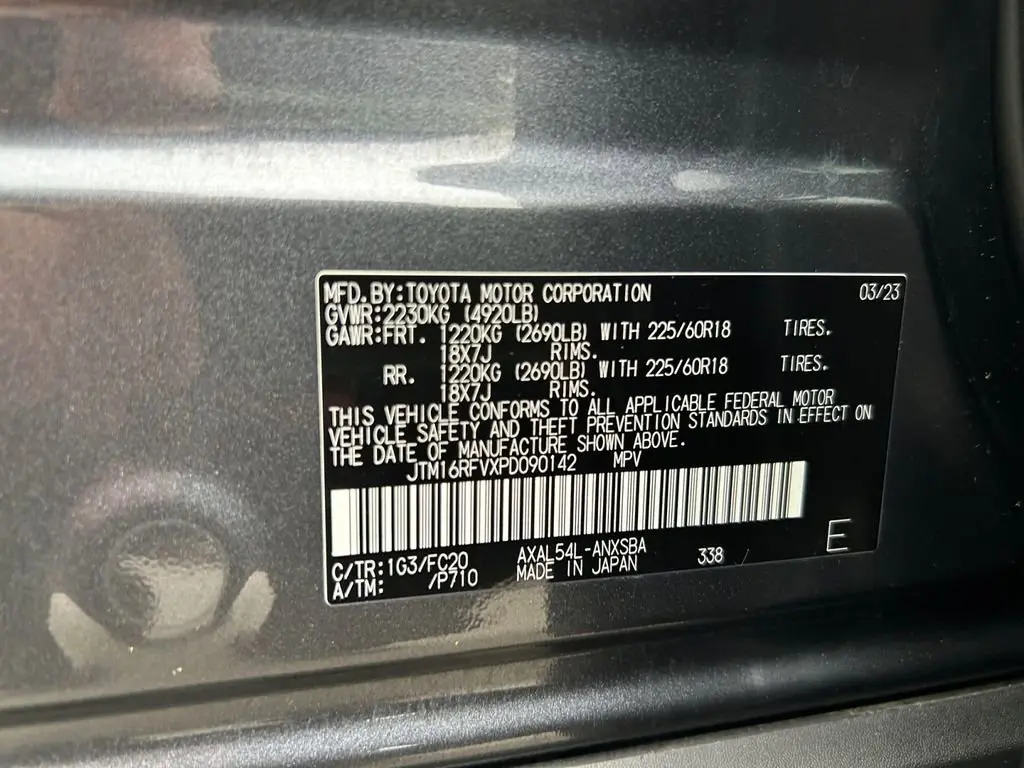 MFD.BY:TOYOTA MOTOR CORPORATION 03/23
GVWR:2230KG (4920LB)
GAWR:FRT. 1220KG (2690LB) WITH 225/60R18 TIRES.
18X7J RIMS.
RR. 1220KG (2690LB) WITH 225/60R18 TIRES.
18X7J RIMS.
THIS VEHICLE CONFORMS TO ALL APPLICABLE FEDERAL MOTOR
VEHICLE SAFETY AND THEFT PREVENTION STANDARDS IN EFFECT ON
THE DATE OF MANUFACTURE SHOWN ABOVE.
JTM16RFVXPD090142 MPV
C/TR:1G3/FC20 AXAL54L-ANXSBA 338 E
A/TM: /P710 MADE IN JAPAN